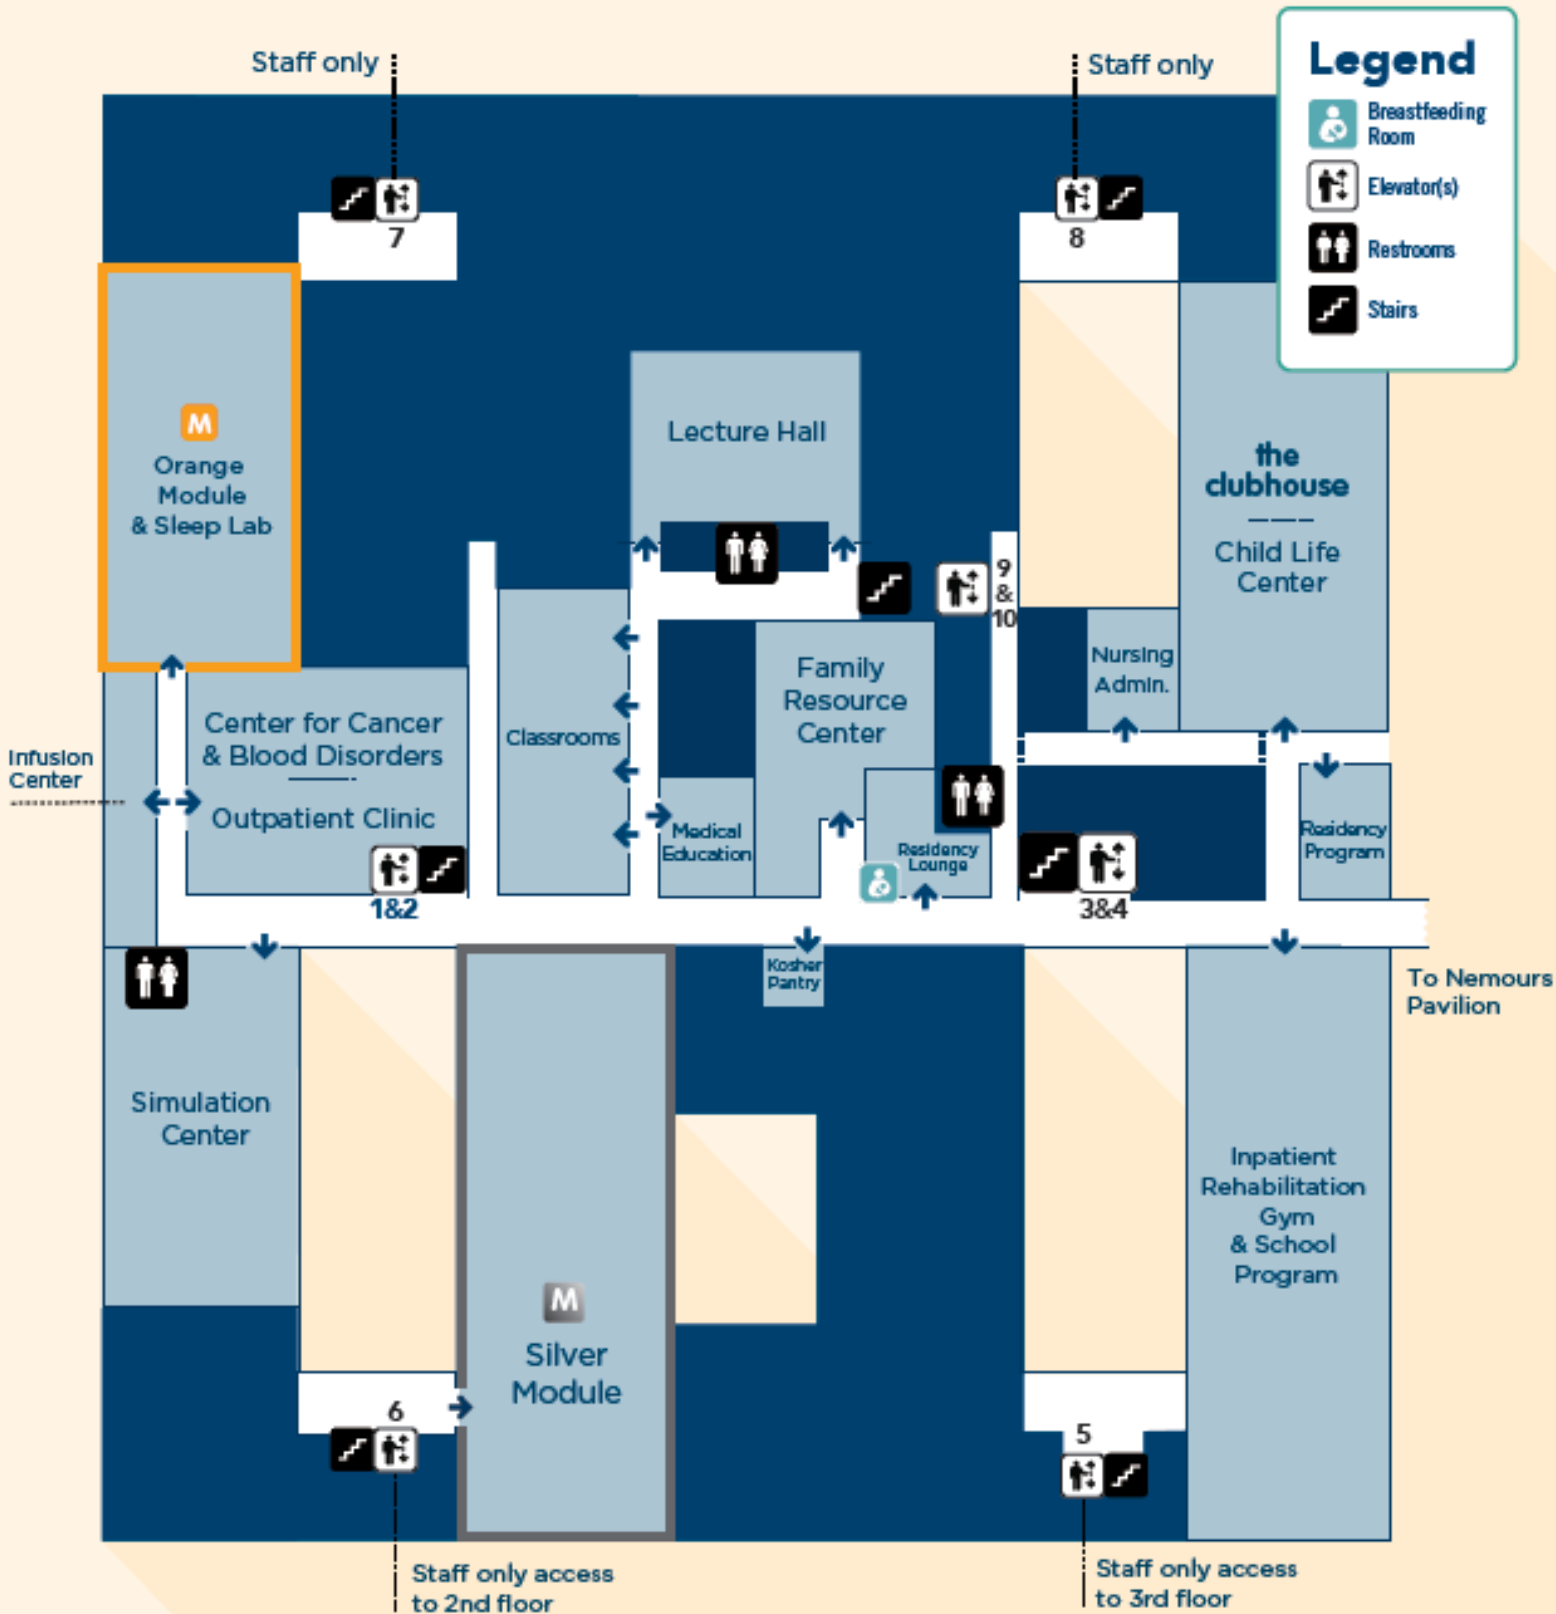 Staff only
Staff only
Legend
Breastfeeding
Room
Elevator(s)
Restrooms
Stairs
7
8
M
Orange
Module
& Sleep Lab
Lecture Hall
the
clubhouse
Child Life
Center
9
&
10
Nursing
Admin.
Family
Resource
Center
Center for Cancer
& Blood Disorders
Outpatient Clinic
Classrooms
Infusion
Center
Medical
Education
Residency
Lounge
Residency
Program
1&2
3&4
Kosher
Pantry
To Nemours
Pavilion
Simulation
Center
Inpatient
Rehabilitation
Gym
& School
Program
M
Silver
Module
6
5
Staff only access
to 2nd floor
Staff only access
to 3rd floor